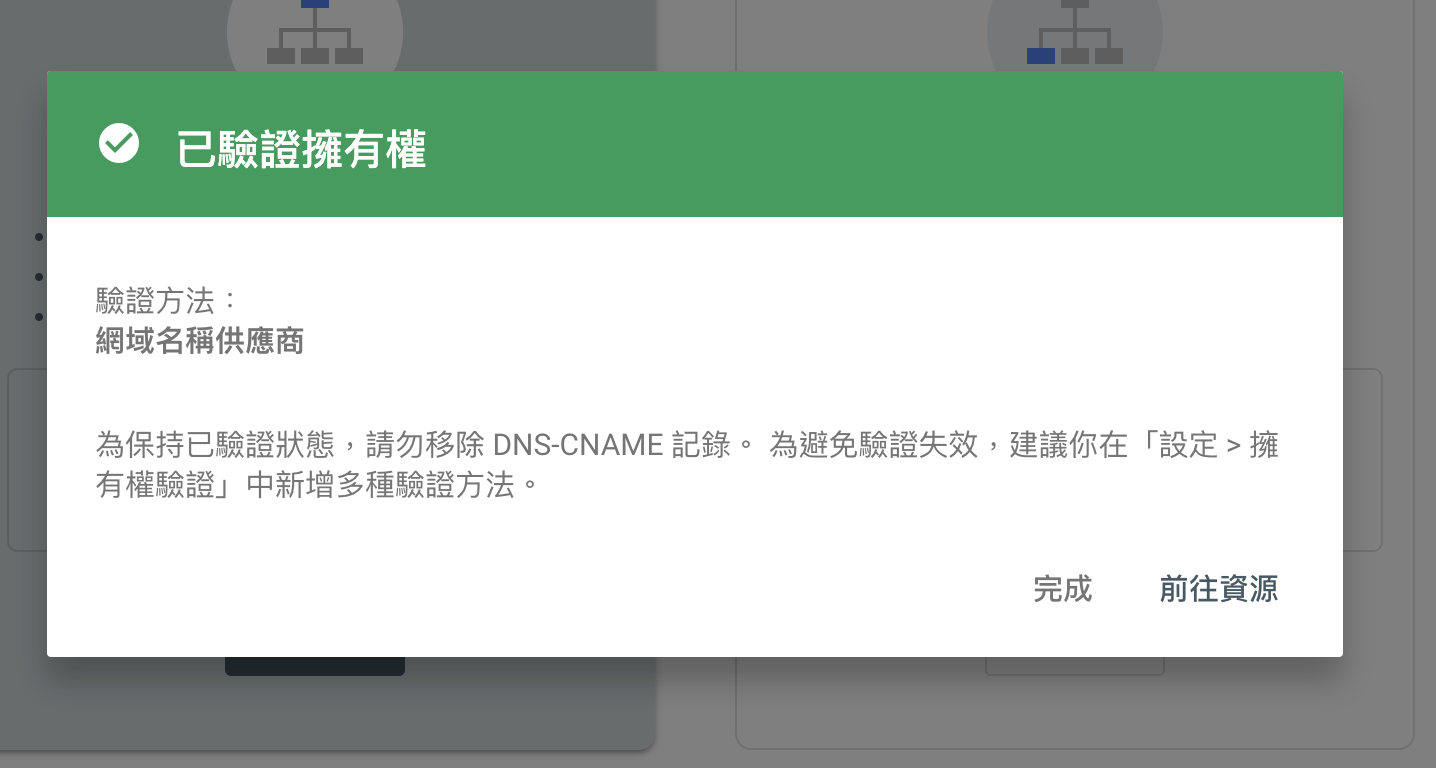 已驗證擁有權
驗證方法：
網域名稱供應商
為保持已驗證狀態，請勿移除 DNS-CNAME 記錄。 為避免驗證失效，建議你在「設定 > 擁
有權驗證」中新增多種驗證方法。
完成 前往資源